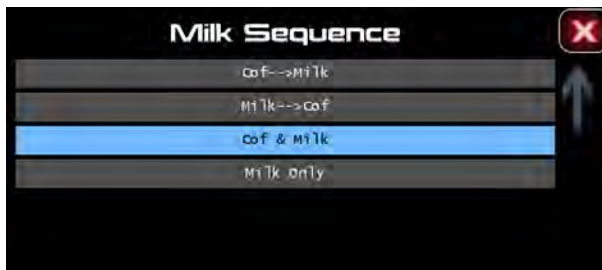 Milk Sequence
Cof-->Milk
Milk-->Cof
Cof & Milk
Milk Only